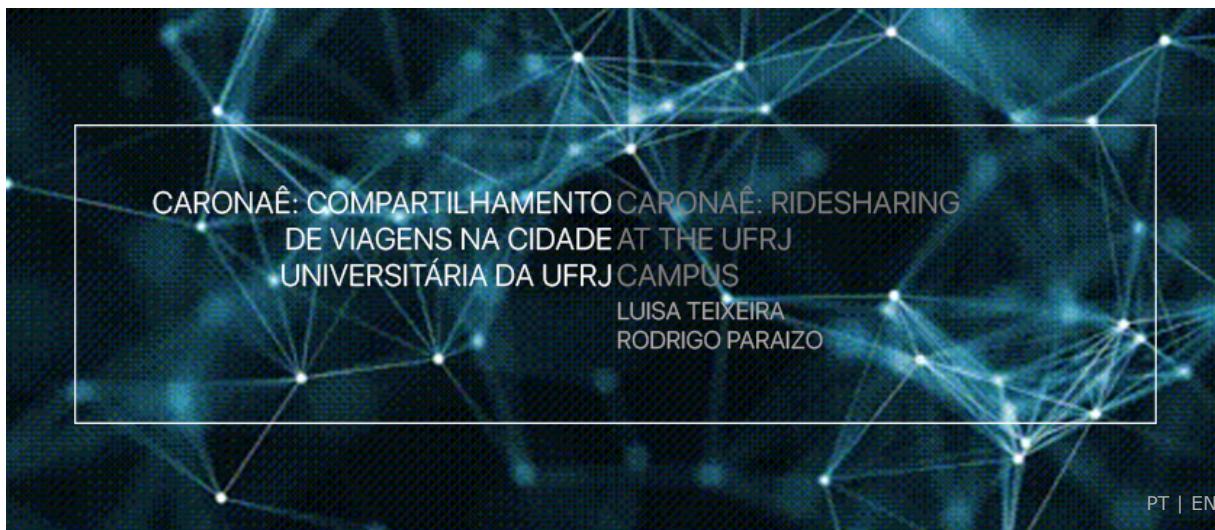 CARONAÊ: COMPARTILHAMENTO
DE VIAGENS NA CIDADE
UNIVERSITÁRIA DA UFRJ
CARONAÊ: RIDESHARING
AT THE UFRJ
CAMPUS
LUISA TEIXEIRA
RODRIGO PARAIZO
PT | EN